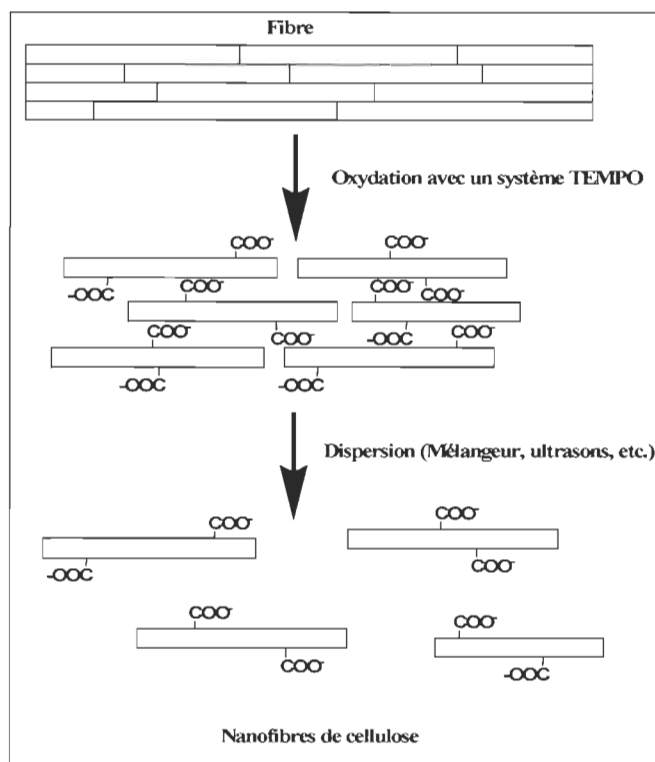 Fibre
Oxydation avec un système TEMPO
COO⁻ COO⁻
-OOC COO⁻ COO⁻ COO⁻
COO⁻ COO⁻ -OOC COO⁻
-OOC -OOC
Dispersion (Mélangeur, ultrasons, etc.)
COO⁻ COO⁻
-OOC COO⁻
COO⁻ COO⁻
COO⁻ -OOC
Nanofibres de cellulose